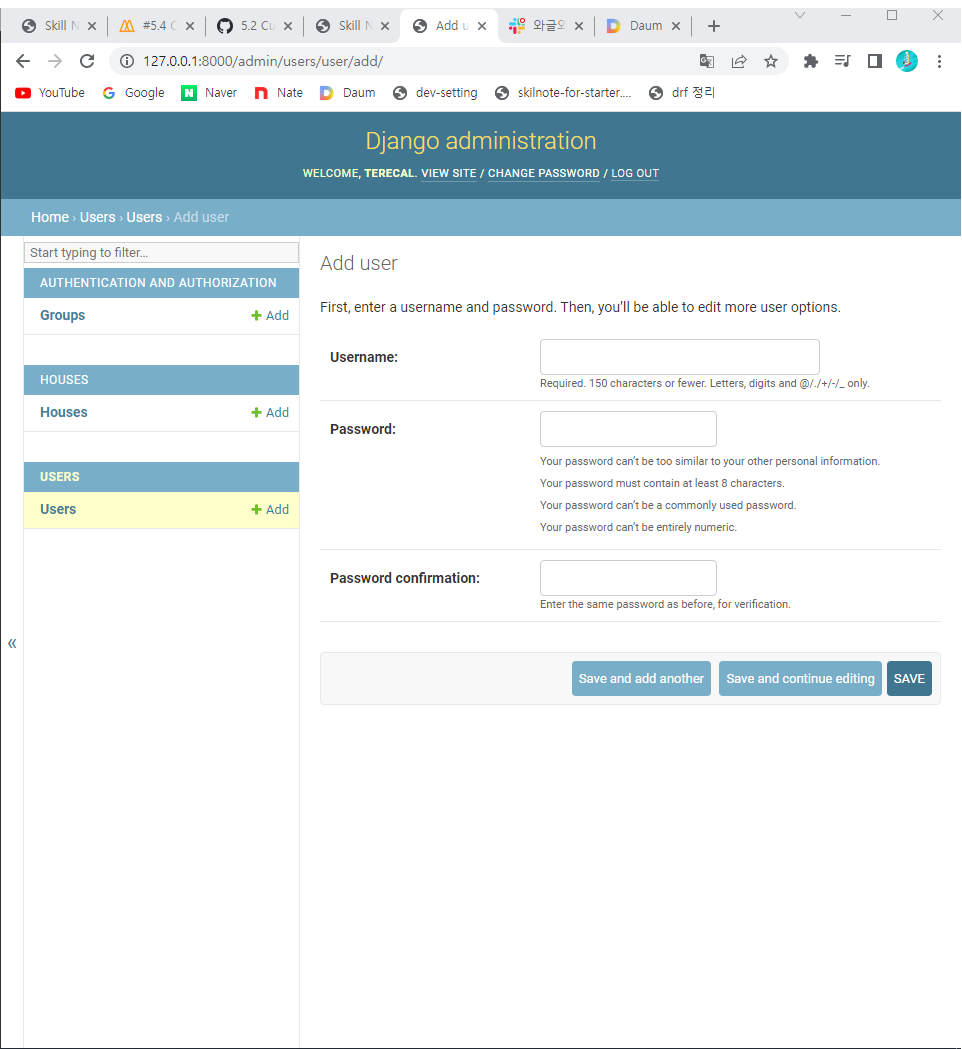 Skill N #5.4 C 5.2 Cu Skill N Add u 와글와 Daum
127.0.0.1:8000/admin/users/user/add/
YouTube Google Naver Nate Daum dev-setting skilnote-for-starter.... drf 정리
Django administration
WELCOME, TERECAL. VIEW SITE / CHANGE PASSWORD / LOG OUT
Home › Users › Users › Add user
Start typing to filter...
AUTHENTICATION AND AUTHORIZATION
Groups + Add
HOUSES
Houses + Add
USERS
Users + Add
«
Add user
First, enter a username and password. Then, you’ll be able to edit more user options.
Username:
Required. 150 characters or fewer. Letters, digits and @/./+/-/_ only.
Password:
Your password can’t be too similar to your other personal information.
Your password must contain at least 8 characters.
Your password can’t be a commonly used password.
Your password can’t be entirely numeric.
Password confirmation:
Enter the same password as before, for verification.
Save and add another Save and continue editing SAVE